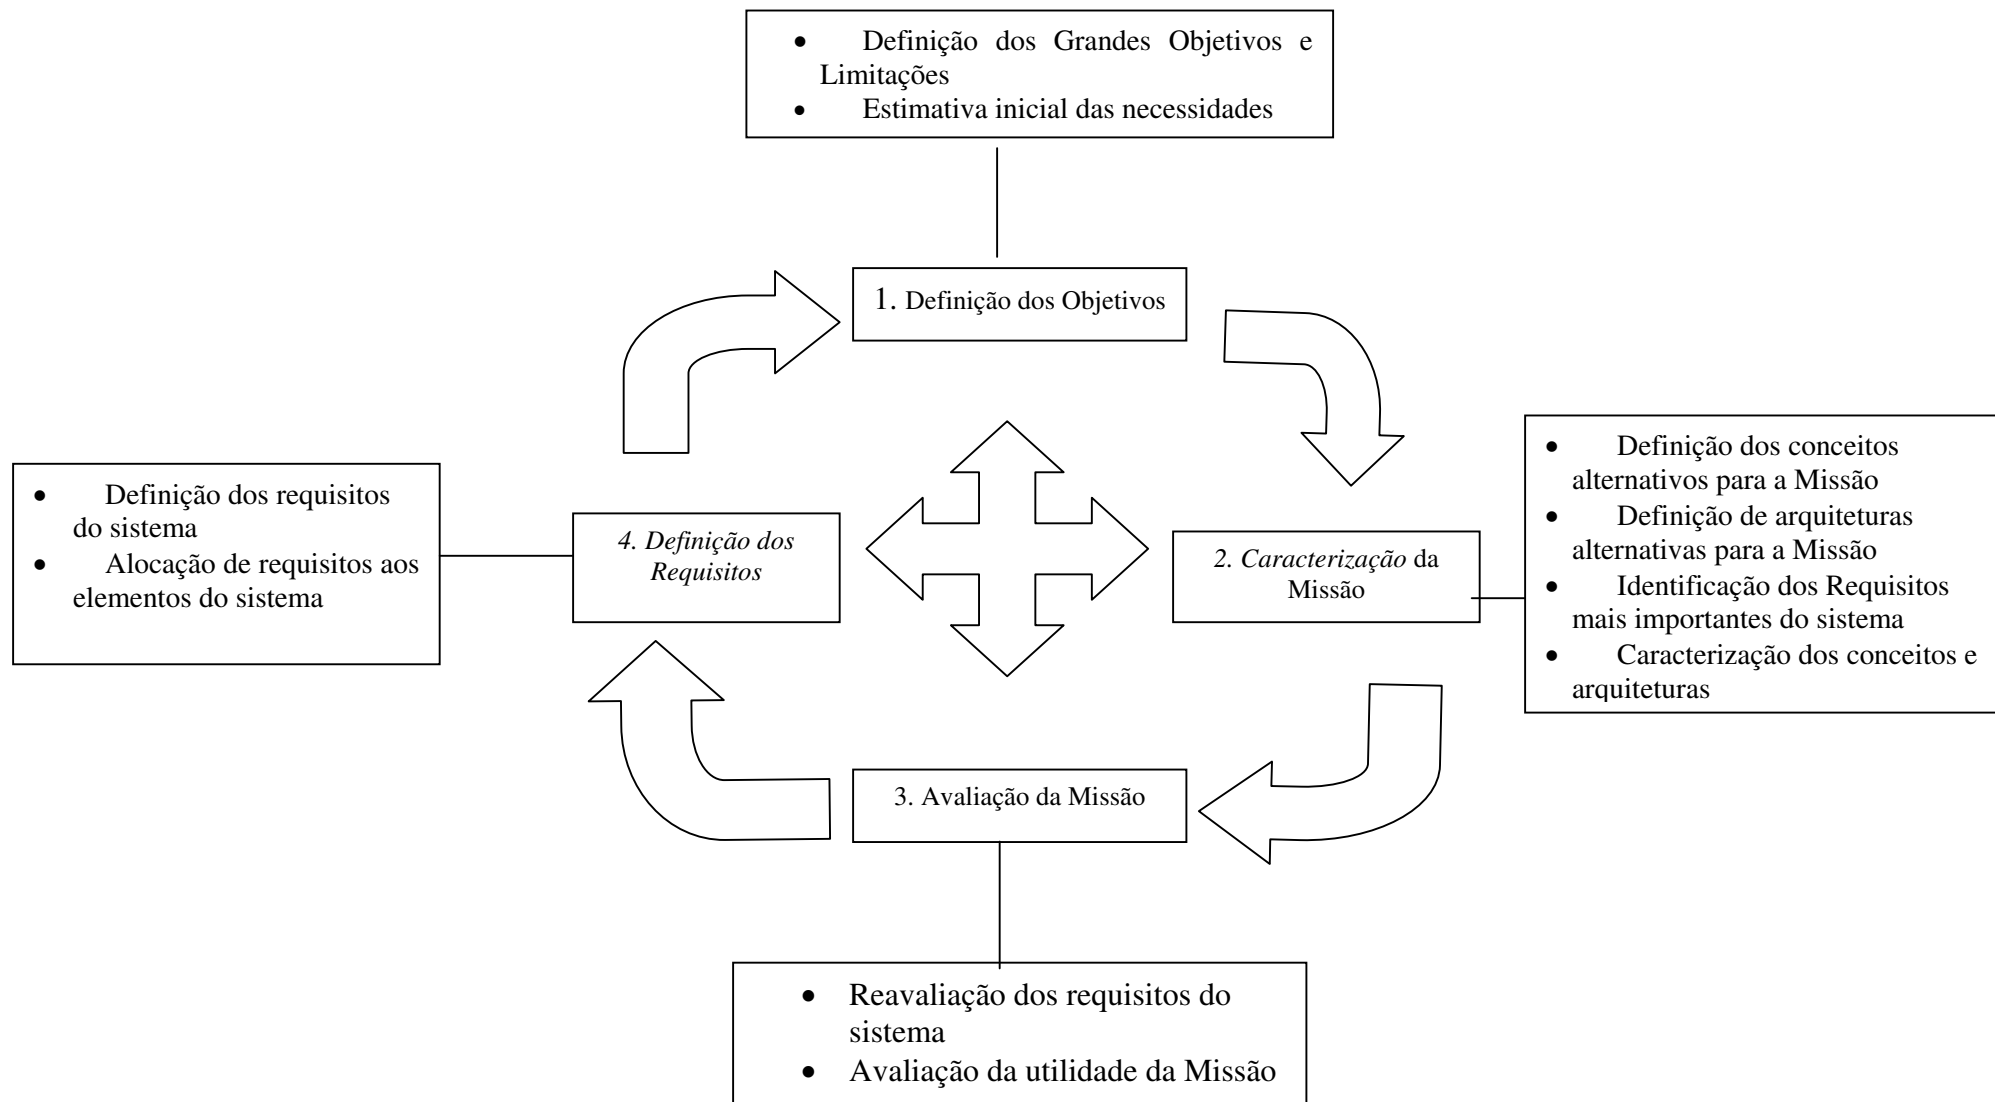 • Definição dos Grandes Objetivos e
Limitações
• Estimativa inicial das necessidades
1. Definição dos Objetivos
• Definição dos conceitos
alternativos para a Missão
• Definição de arquiteturas
alternativas para a Missão
• Identificação dos Requisitos
mais importantes do sistema
• Caracterização dos conceitos e
arquiteturas
• Definição dos requisitos
do sistema
• Alocação de requisitos aos
elementos do sistema
4. Definição dos
Requisitos
2. Caracterização da
Missão
3. Avaliação da Missão
• Reavaliação dos requisitos do
sistema
• Avaliação da utilidade da Missão